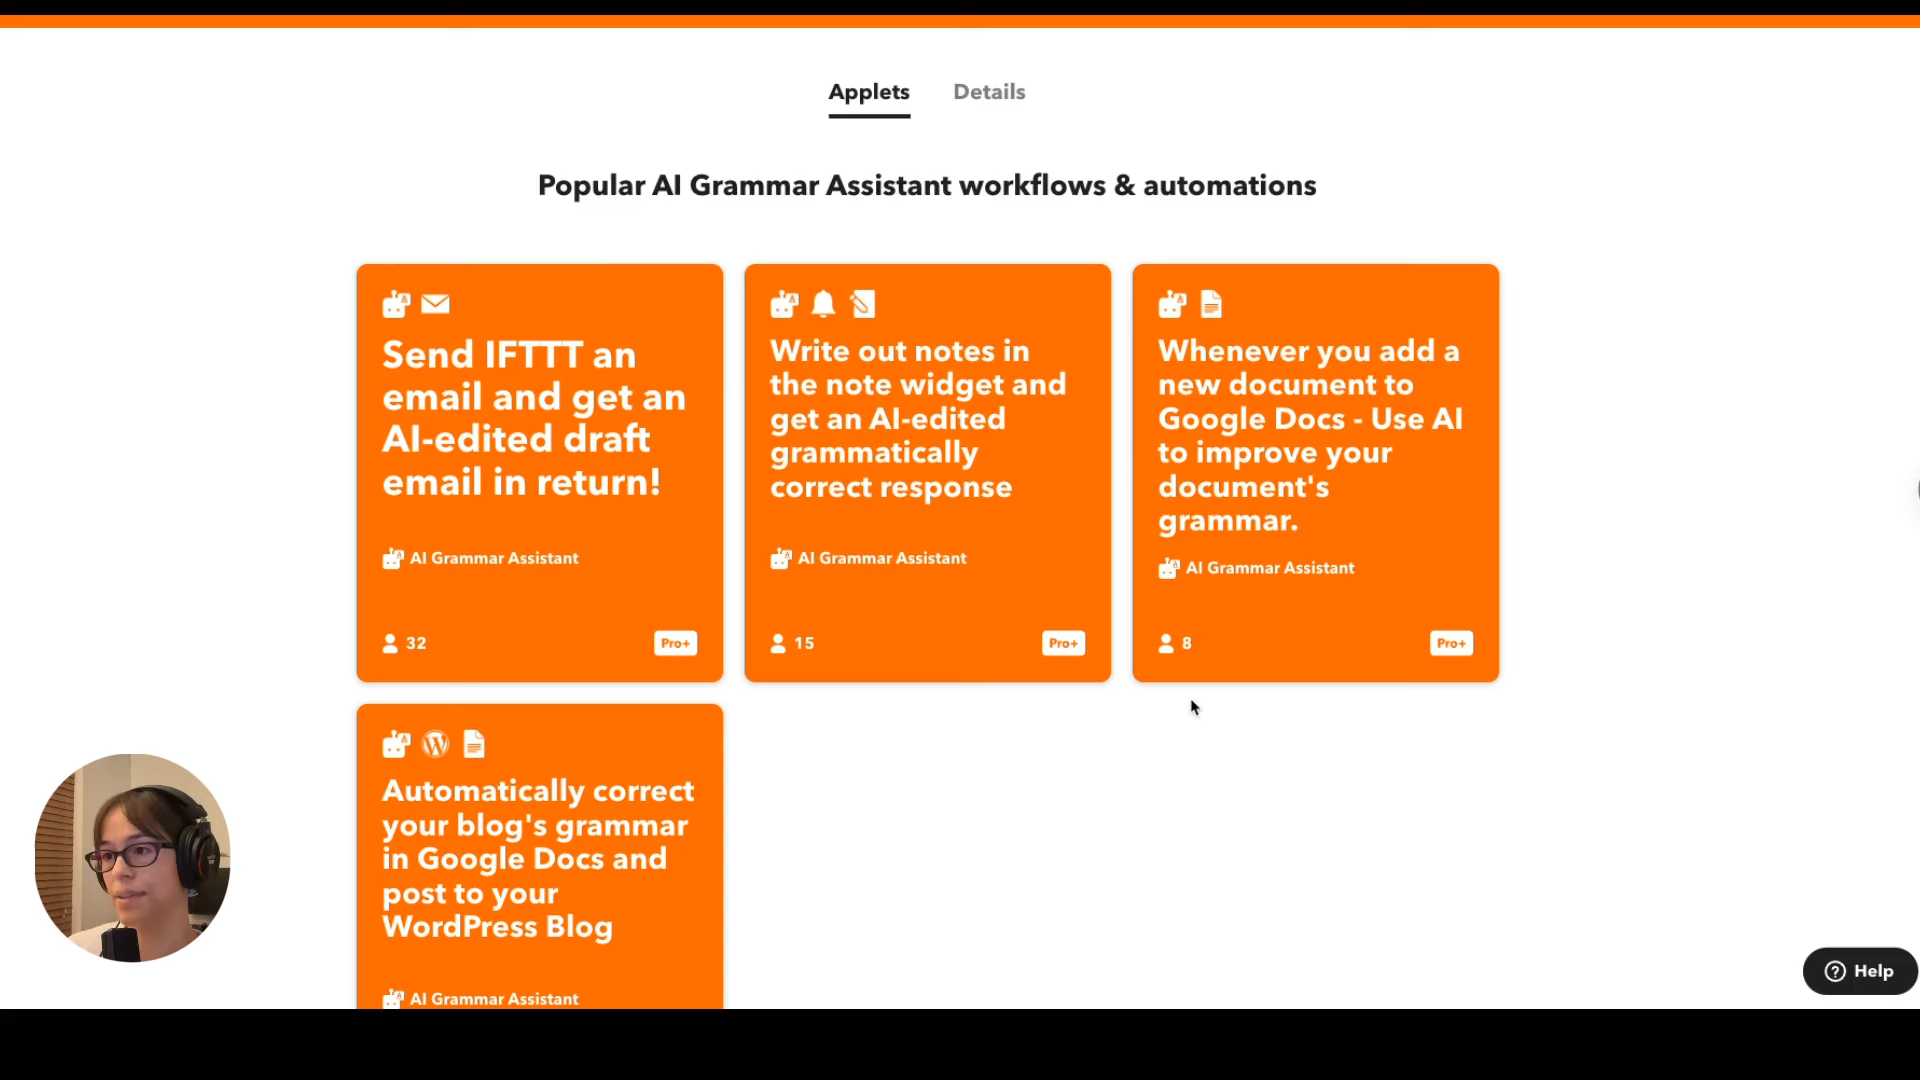 Applets Details
Popular AI Grammar Assistant workflows & automations
Send IFTTT an
email and get an
AI-edited draft
email in return!
AI Grammar Assistant
32 Pro+
Write out notes in
the note widget and
get an AI-edited
grammatically
correct response
AI Grammar Assistant
15 Pro+
Whenever you add a
new document to
Google Docs - Use AI
to improve your
document's
grammar.
AI Grammar Assistant
8 Pro+
Automatically correct
your blog's grammar
in Google Docs and
post to your
WordPress Blog
AI Grammar Assistant
Help